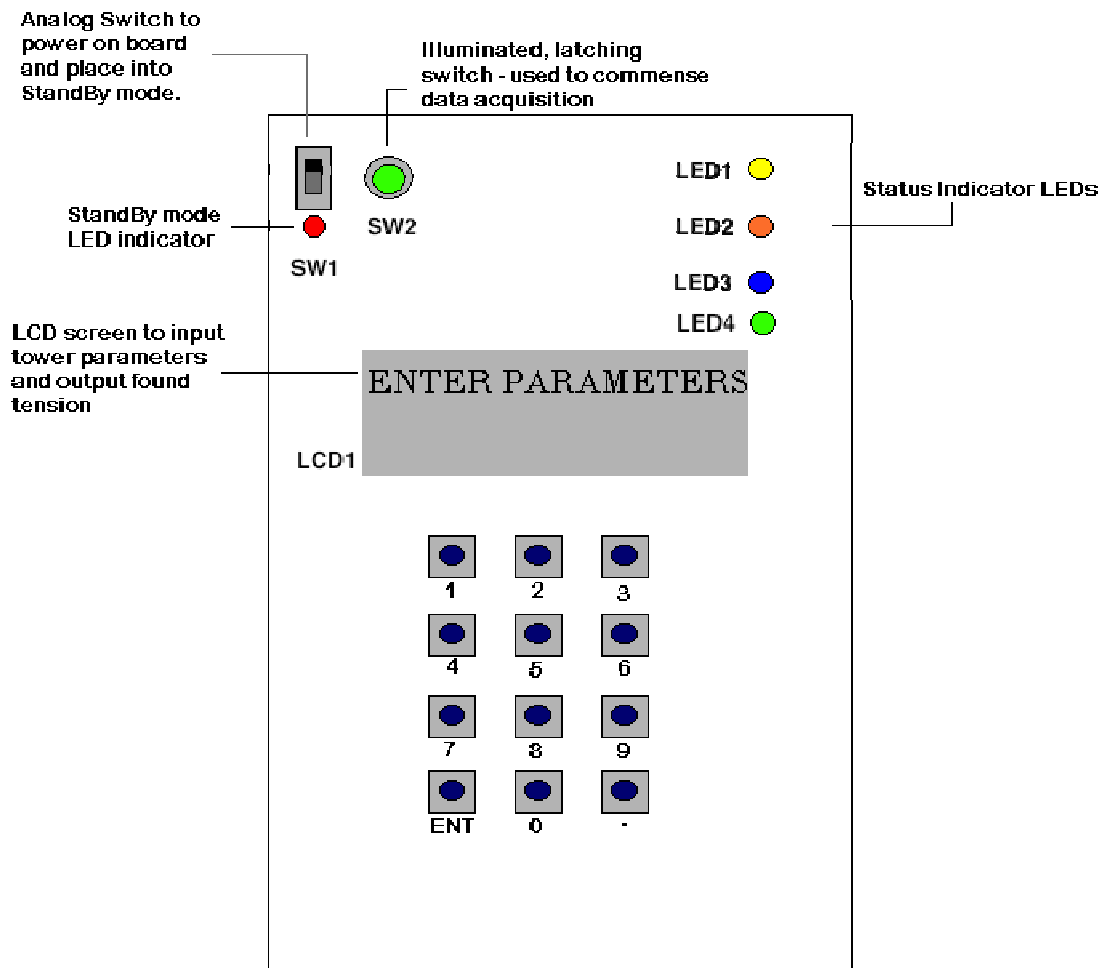 Analog Switch to
power on board
and place into
StandBy mode.
Illuminated, latching
switch - used to commense
data acquisition
LED1
Status Indicator LEDs
StandBy mode
LED indicator
SW2
LED2
SW1
LED3
LED4
LCD screen to input
tower parameters
and output found
tension
ENTER PARAMETERS
LCD1
1 2 3
4 5 6
7 8 9
ENT 0 -